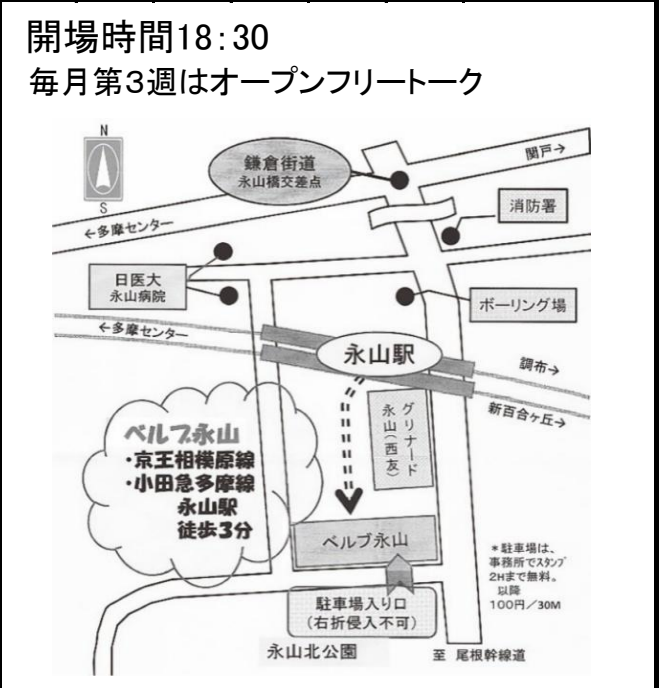 開場時間18:30
毎月第3週はオープンフリートーク
N
S
鎌倉街道
永山橋交差点
関戸→
消防署
←多摩センター
日医大
永山病院
ボーリング場
←多摩センター
永山駅
調布→
新百合ヶ丘→
グリナード
永山(西友)
ベルブ永山
・京王相模原線
・小田急多摩線
永山駅
徒歩3分
ベルブ永山
*駐車場は、
事務所でスタンプ
2Hまで無料。
以降
100円/30M
駐車場入り口
(右折侵入不可)
永山北公園
至 尾根幹線道